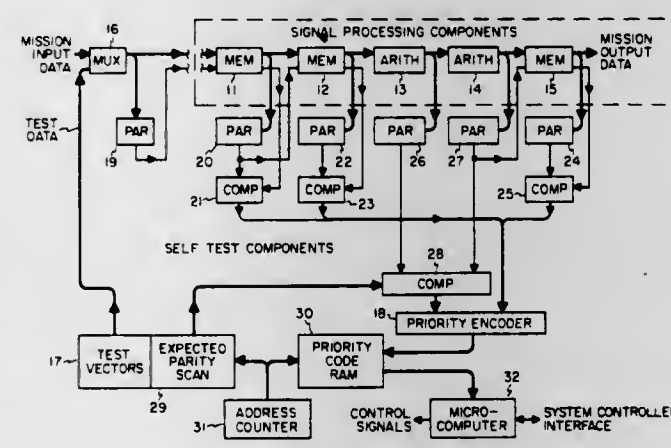 SIGNAL PROCESSING COMPONENTS
MISSION INPUT DATA
16
MUX
MEM
11
MEM
12
ARITH
13
ARITH
14
MEM
15
MISSION OUTPUT DATA
TEST DATA
PAR
19
PAR
20
PAR
22
PAR
26
PAR
27
PAR
24
COMP
21
COMP
23
COMP
25
SELF TEST COMPONENTS
28
COMP
18
PRIORITY ENCODER
17
TEST VECTORS
EXPECTED PARITY SCAN
29
30
PRIORITY CODE RAM
31
ADDRESS COUNTER
32
CONTROL SIGNALS
MICRO-COMPUTER
SYSTEM CONTROLLER INTERFACE